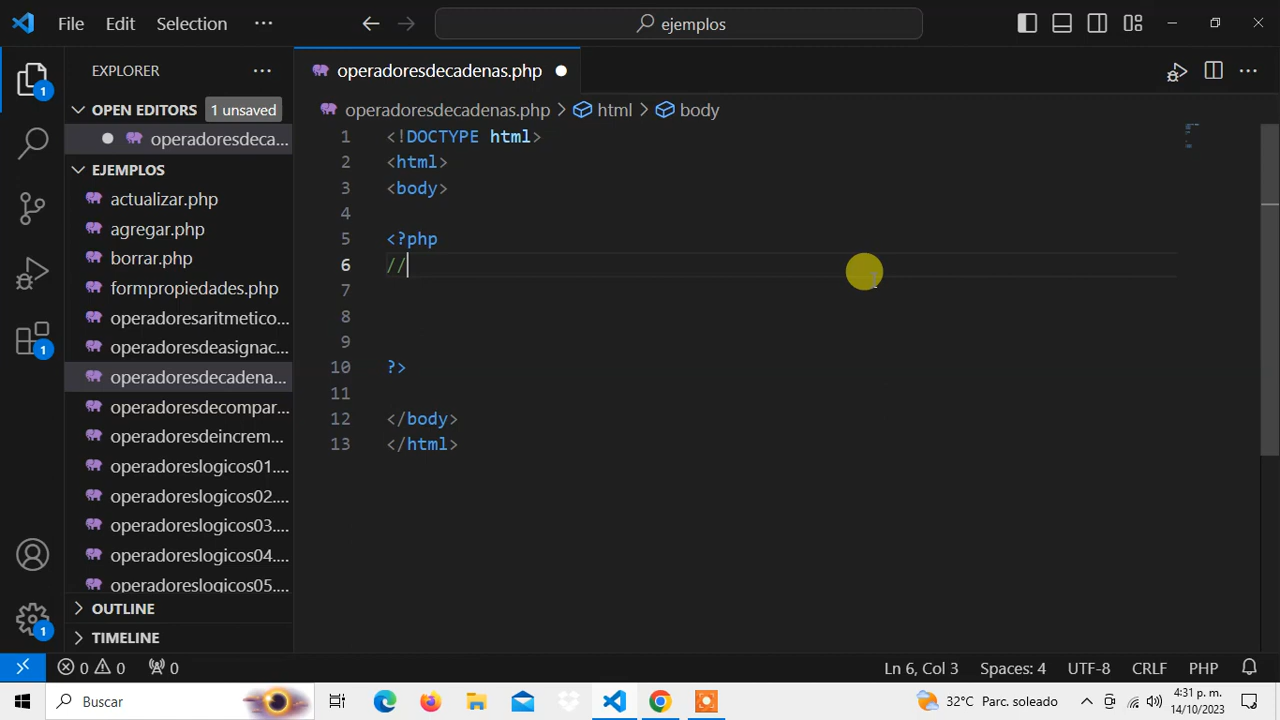 File Edit Selection ···
ejemplos
EXPLORER ···
OPEN EDITORS 1 unsaved
operadoresdeca...
EJEMPLOS
actualizar.php
agregar.php
borrar.php
formpropiedades.php
operadoresaritmetico...
operadoresdeasignac...
operadoresdecadena...
operadoresdecompar...
operadoresdeincrem...
operadoreslogicos01....
operadoreslogicos02....
operadoreslogicos03....
operadoreslogicos04....
operadoreslogicos05....
OUTLINE
TIMELINE
1
1
1
operadoresdecadenas.php
operadoresdecadenas.php > html > body
1 <!DOCTYPE html>
2 <html>
3 <body>
4
5 <?php
6 //
7
8
9
10 ?>
11
12 </body>
13 </html>
0 0 0
Ln 6, Col 3 Spaces: 4 UTF-8 CRLF PHP
Buscar
32°C Parc. soleado
4:31 p. m.
14/10/2023